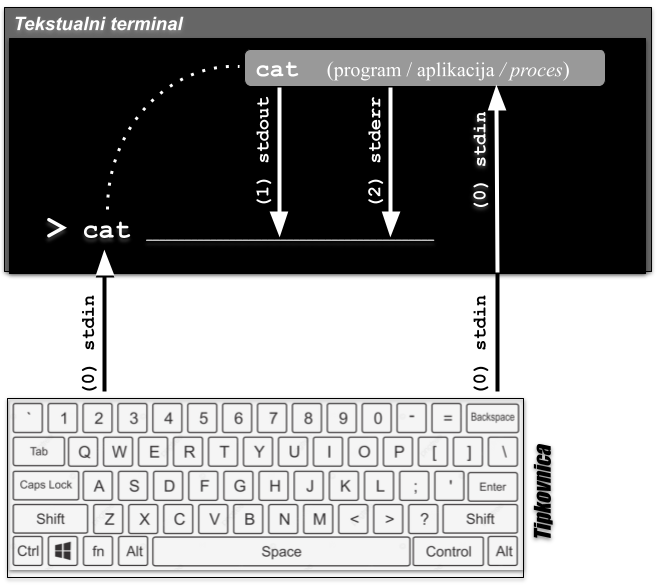 Tekstualni terminal
cat (program / aplikacija / proces)
(1) stdout
(2) stderr
(0) stdin
> cat
(0) stdin
(0) stdin
` 1 2 3 4 5 6 7 8 9 0 - = Backspace
Tab Q W E R T Y U I O P [ ] \
Caps Lock A S D F G H J K L ; ' Enter
Shift Z X C V B N M < > ? Shift
Ctrl fn Alt Space Control Alt
Tipkovnica